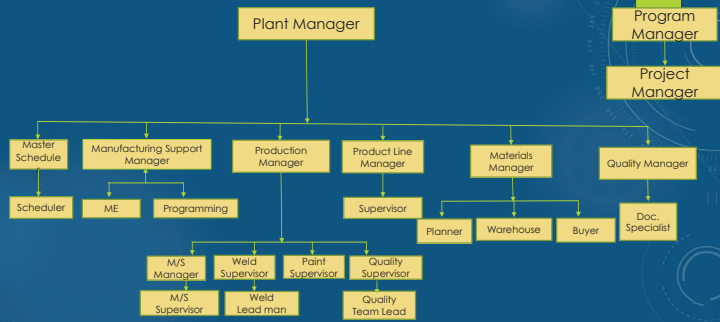 Plant Manager
Program
Manager
Project
Manager
Master
Schedule
Manufacturing Support
Manager
Production
Manager
Product Line
Manager
Materials
Manager
Quality Manager
Scheduler
ME
Programming
Supervisor
Planner
Warehouse
Buyer
Doc.
Specialist
M/S
Manager
Weld
Supervisor
Paint
Supervisor
Quality
Supervisor
M/S
Supervisor
Weld
Lead man
Quality
Team Lead